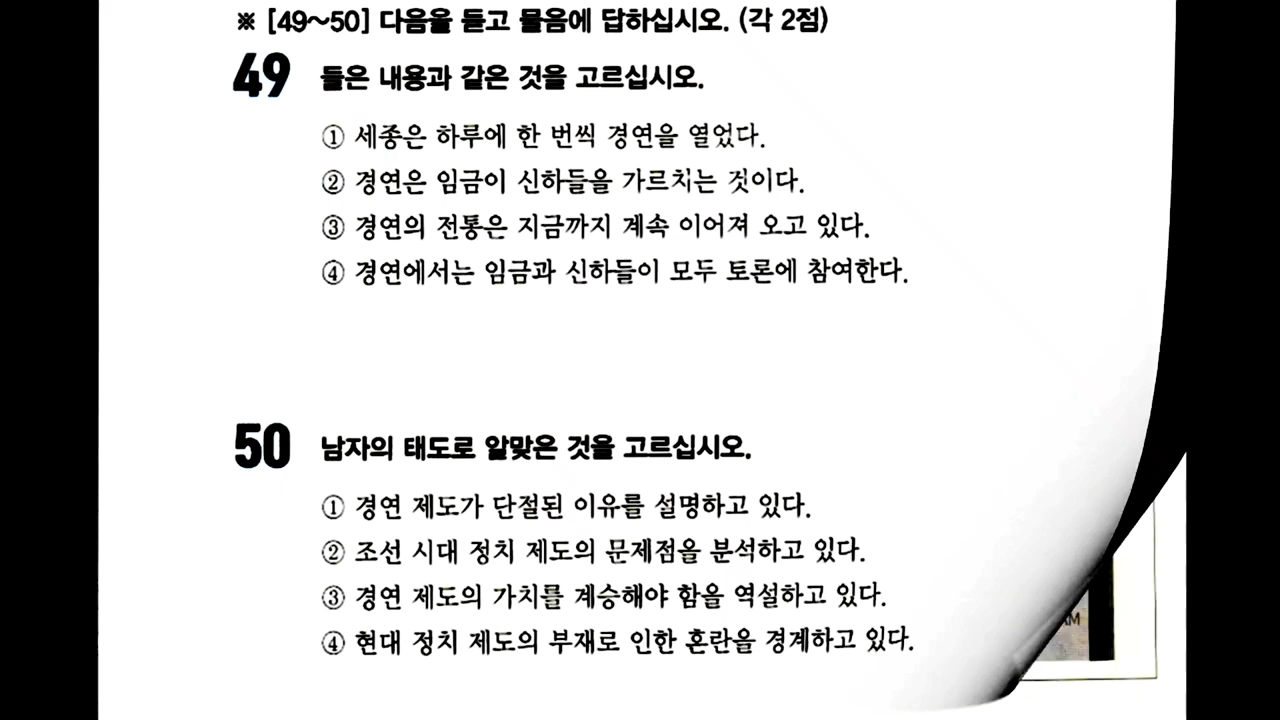 ※ [49~50] 다음을 듣고 물음에 답하십시오. (각 2점)
49 들은 내용과 같은 것을 고르십시오.
① 세종은 하루에 한 번씩 경연을 열었다.
② 경연은 임금이 신하들을 가르치는 것이다.
③ 경연의 전통은 지금까지 계속 이어져 오고 있다.
④ 경연에서는 임금과 신하들이 모두 토론에 참여한다.
50 남자의 태도로 알맞은 것을 고르십시오.
① 경연 제도가 단절된 이유를 설명하고 있다.
② 조선 시대 정치 제도의 문제점을 분석하고 있다.
③ 경연 제도의 가치를 계승해야 함을 역설하고 있다.
④ 현대 정치 제도의 부재로 인한 혼란을 경계하고 있다.